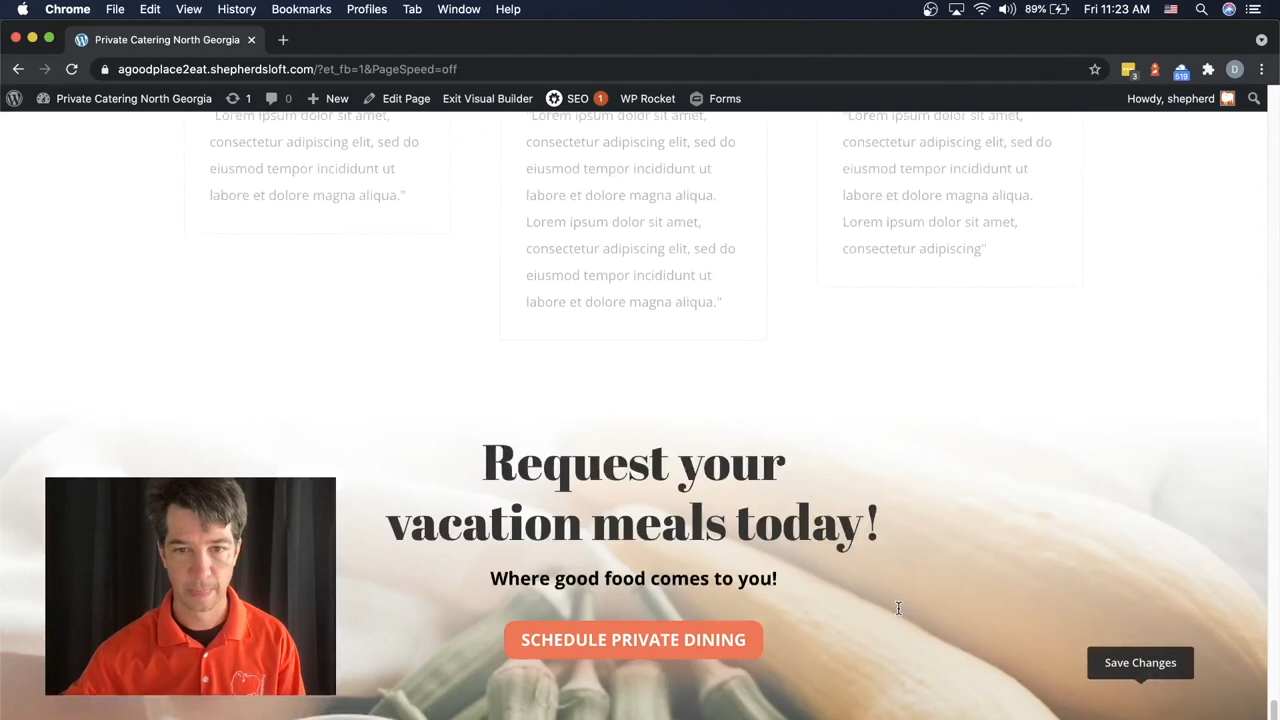 Chrome File Edit View History Bookmarks Profiles Tab Window Help 89% Fri 11:23 AM
Private Catering North Georgia
agoodplace2eat.shepherdsloft.com/?et_fb=1&PageSpeed=off 3 519 D
Private Catering North Georgia 1 0 New Edit Page Exit Visual Builder SEO 1 WP Rocket Forms Howdy, shepherd
"Lorem ipsum dolor sit amet,
consectetur adipiscing elit, sed do
eiusmod tempor incididunt ut
labore et dolore magna aliqua."
"Lorem ipsum dolor sit amet,
consectetur adipiscing elit, sed do
eiusmod tempor incididunt ut
labore et dolore magna aliqua.
Lorem ipsum dolor sit amet,
consectetur adipiscing elit, sed do
eiusmod tempor incididunt ut
labore et dolore magna aliqua."
"Lorem ipsum dolor sit amet,
consectetur adipiscing elit, sed do
eiusmod tempor incididunt ut
labore et dolore magna aliqua.
Lorem ipsum dolor sit amet,
consectetur adipiscing"
Request your
vacation meals today!
Where good food comes to you!
SCHEDULE PRIVATE DINING
Save Changes